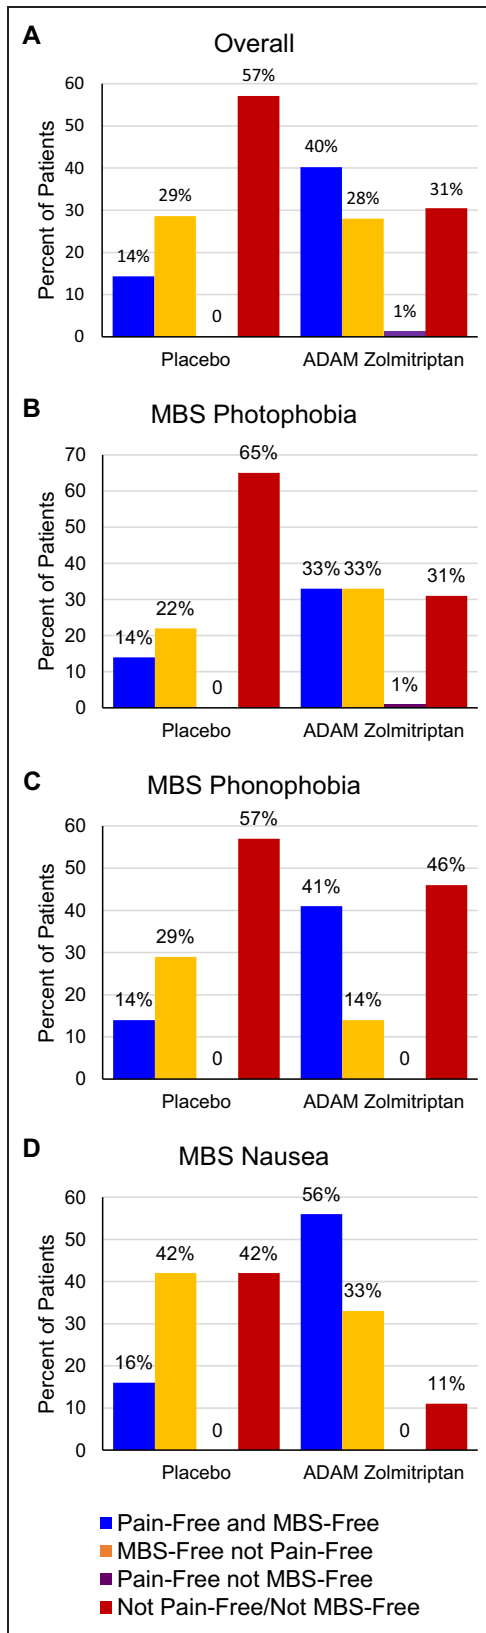 A
Overall
Percent of Patients
60
50
40
30
20
10
0
14%
29%
0
57%
40%
28%
1%
31%
Placebo
ADAM Zolmitriptan
B
MBS Photophobia
Percent of Patients
70
60
50
40
30
20
10
0
14%
22%
0
65%
33%
33%
1%
31%
Placebo
ADAM Zolmitriptan
C
MBS Phonophobia
Percent of Patients
60
50
40
30
20
10
0
14%
29%
0
57%
41%
14%
0
46%
Placebo
ADAM Zolmitriptan
D
MBS Nausea
Percent of Patients
60
50
40
30
20
10
0
16%
42%
0
42%
56%
33%
0
11%
Placebo
ADAM Zolmitriptan
Pain-Free and MBS-Free
MBS-Free not Pain-Free
Pain-Free not MBS-Free
Not Pain-Free/Not MBS-Free